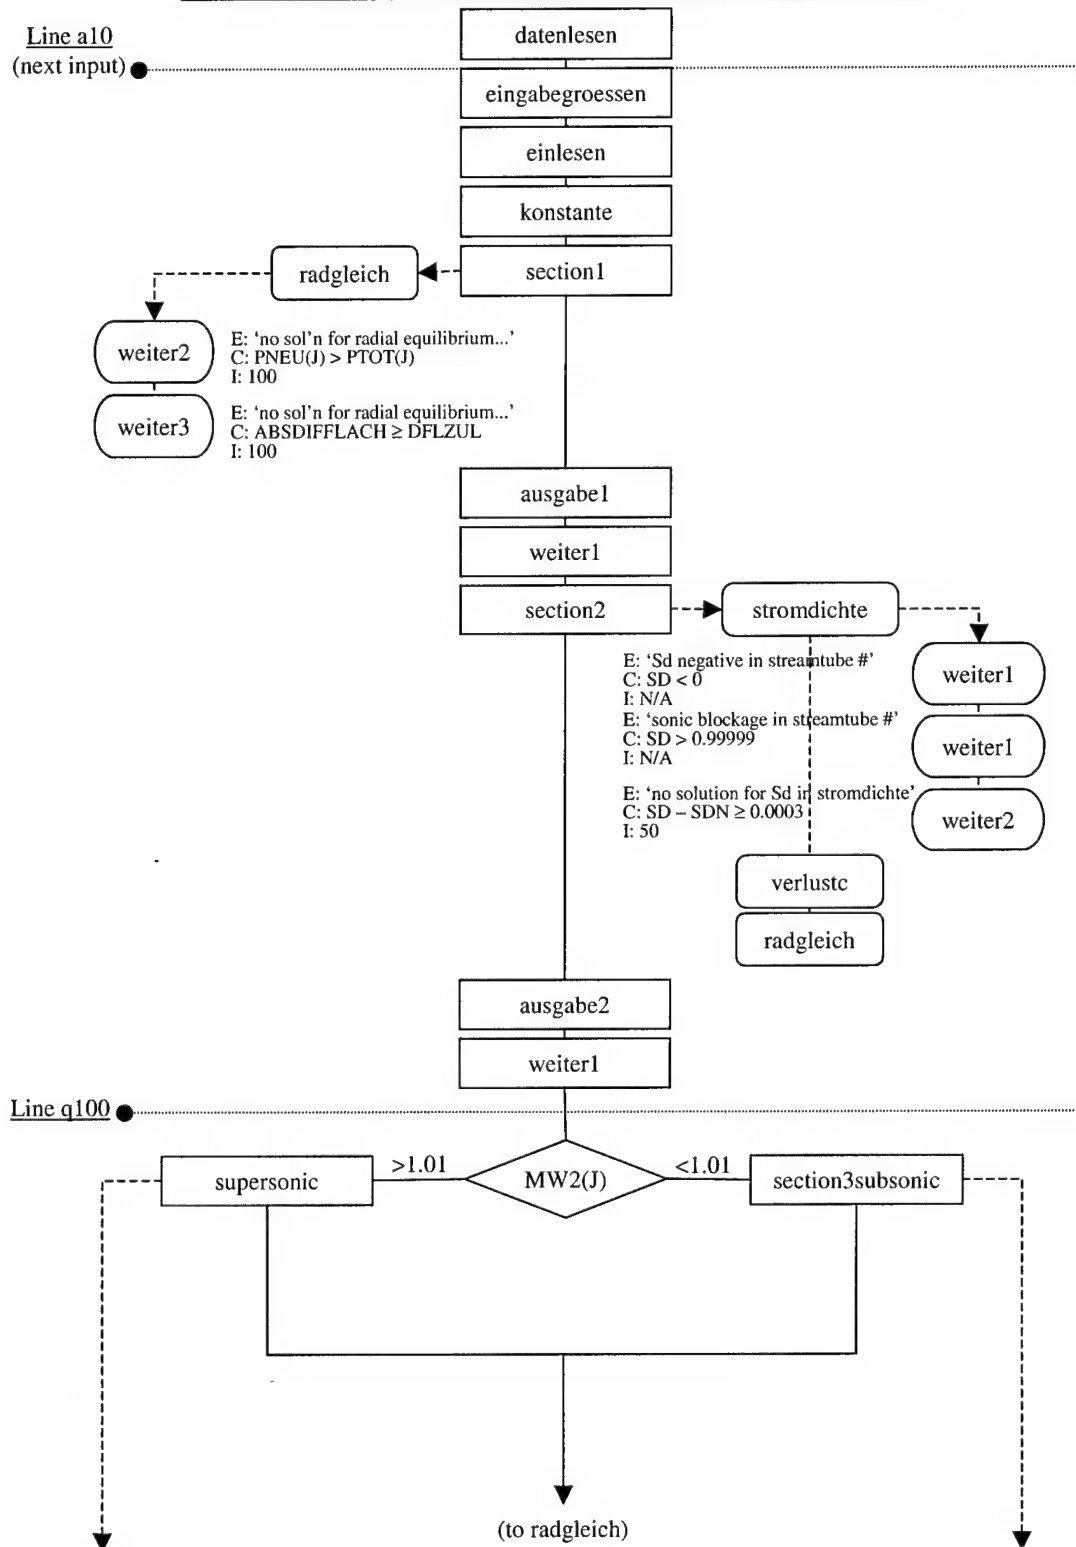 datenlesen
Line a10
(next input)
eingabegroessen
einlesen
konstante
section1
radgleich
weiter2
E: 'no sol'n for radial equilibrium...'
C: PNEU(J) > PTOT(J)
I: 100
weiter3
E: 'no sol'n for radial equilibrium...'
C: ABSDIFFLACH ≥ DFLZUL
I: 100
ausgabe1
weiter1
section2
stromdichte
E: 'Sd negative in streamtube #'
C: SD < 0
I: N/A
weiter1
E: 'sonic blockage in streamtube #'
C: SD > 0.99999
I: N/A
weiter1
E: 'no solution for Sd in stromdichte'
C: SD – SDN ≥ 0.0003
I: 50
weiter2
verlustc
radgleich
ausgabe2
weiter1
Line q100
supersonic
>1.01
MW2(J)
<1.01
section3subsonic
(to radgleich)